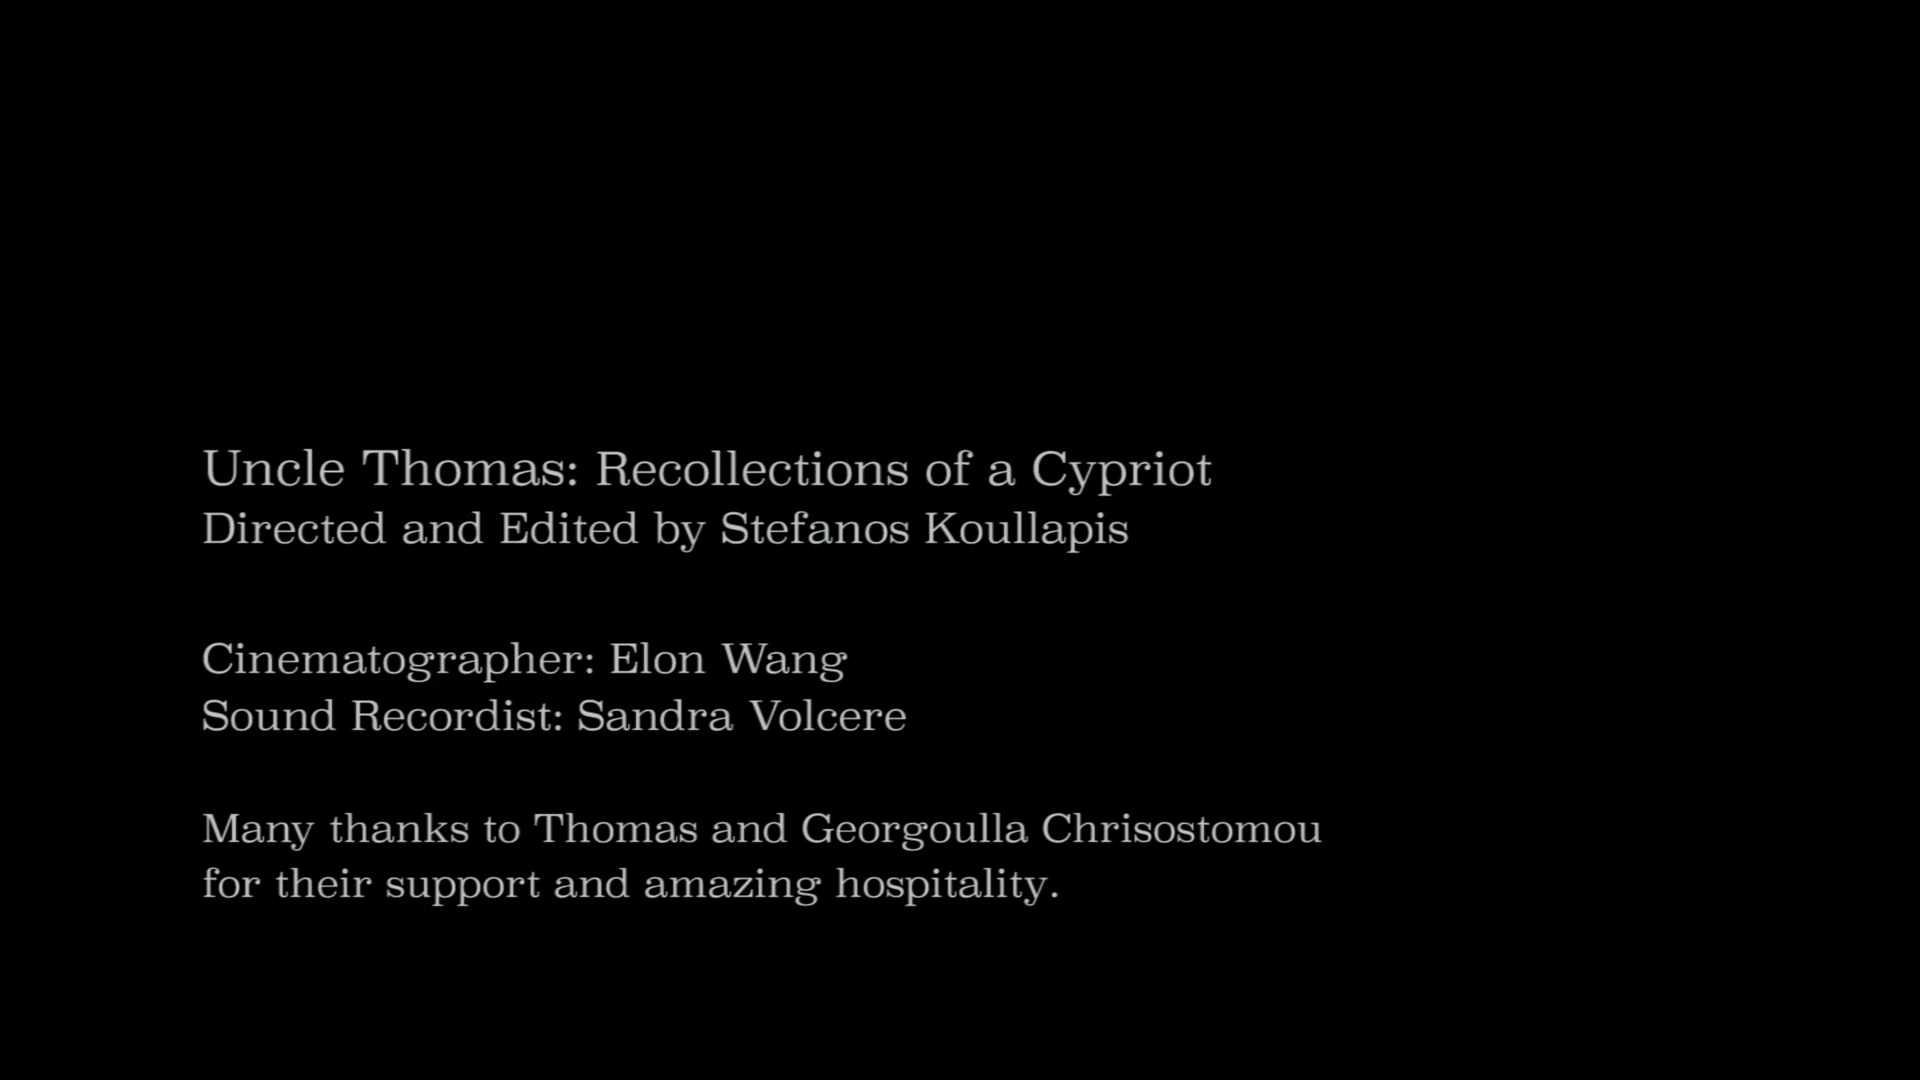 Uncle Thomas: Recollections of a Cypriot
Directed and Edited by Stefanos Koullapis
Cinematographer: Elon Wang
Sound Recordist: Sandra Volcere
Many thanks to Thomas and Georgoulla Chrisostomou
for their support and amazing hospitality.